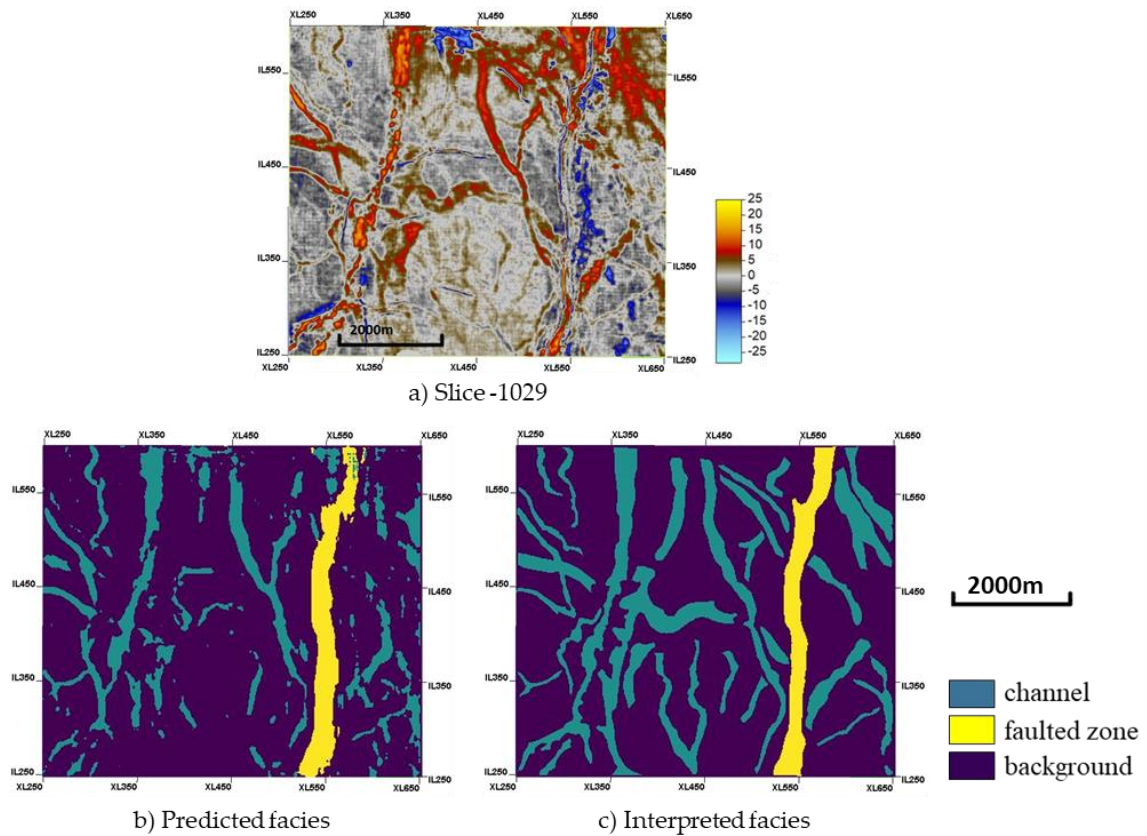 XL250 XL350 XL450 XL550 XL650
IL550 IL550
IL450 IL450
IL350 IL350
IL250 IL250
2000m
XL250 XL350 XL450 XL550 XL650
25
20
15
10
5
0
-5
-10
-15
-20
-25
a) Slice -1029
XL250 XL350 XL450 XL550 XL650
IL550 IL550
IL450 IL450
IL350 IL350
IL250 IL250
XL250 XL350 XL450 XL550 XL650
b) Predicted facies
XL250 XL350 XL450 XL550 XL650
IL550 IL550
IL450 IL450
IL350 IL350
IL250 IL250
XL250 XL350 XL450 XL550 XL650
c) Interpreted facies
2000m
channel
faulted zone
background